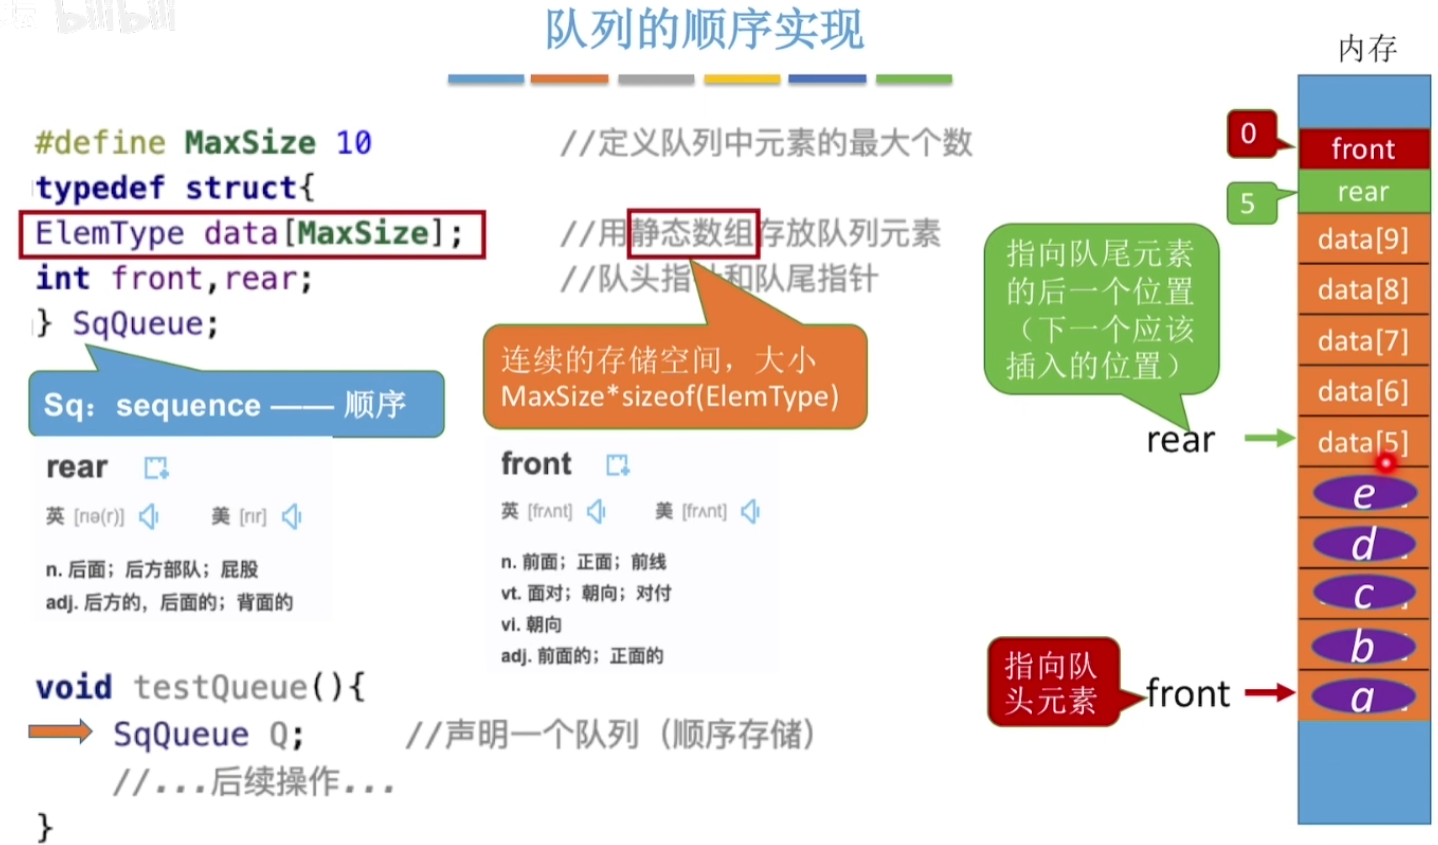 bilibili
队列的顺序实现
#define MaxSize 10 //定义队列中元素的最大个数
typedef struct{
ElemType data[MaxSize]; //用静态数组存放队列元素
int front,rear; //队头指针和队尾指针
} SqQueue;
Sq：sequence —— 顺序
连续的存储空间，大小
MaxSize*sizeof(ElemType)
rear
英 [rɪə(r)] 美 [rɪr]
n. 后面；后方部队；屁股
adj. 后方的，后面的；背面的
front
英 [frʌnt] 美 [frʌnt]
n. 前面；正面；前线
vt. 面对；朝向；对付
vi. 朝向
adj. 前面的；正面的
void testQueue(){
SqQueue Q; //声明一个队列（顺序存储）
//...后续操作...
}
指向队尾元素
的后一个位置
（下一个应该
插入的位置）
rear
指向队
头元素
front
内存
0
front
5
rear
data[9]
data[8]
data[7]
data[6]
data[5]
e
d
c
b
a